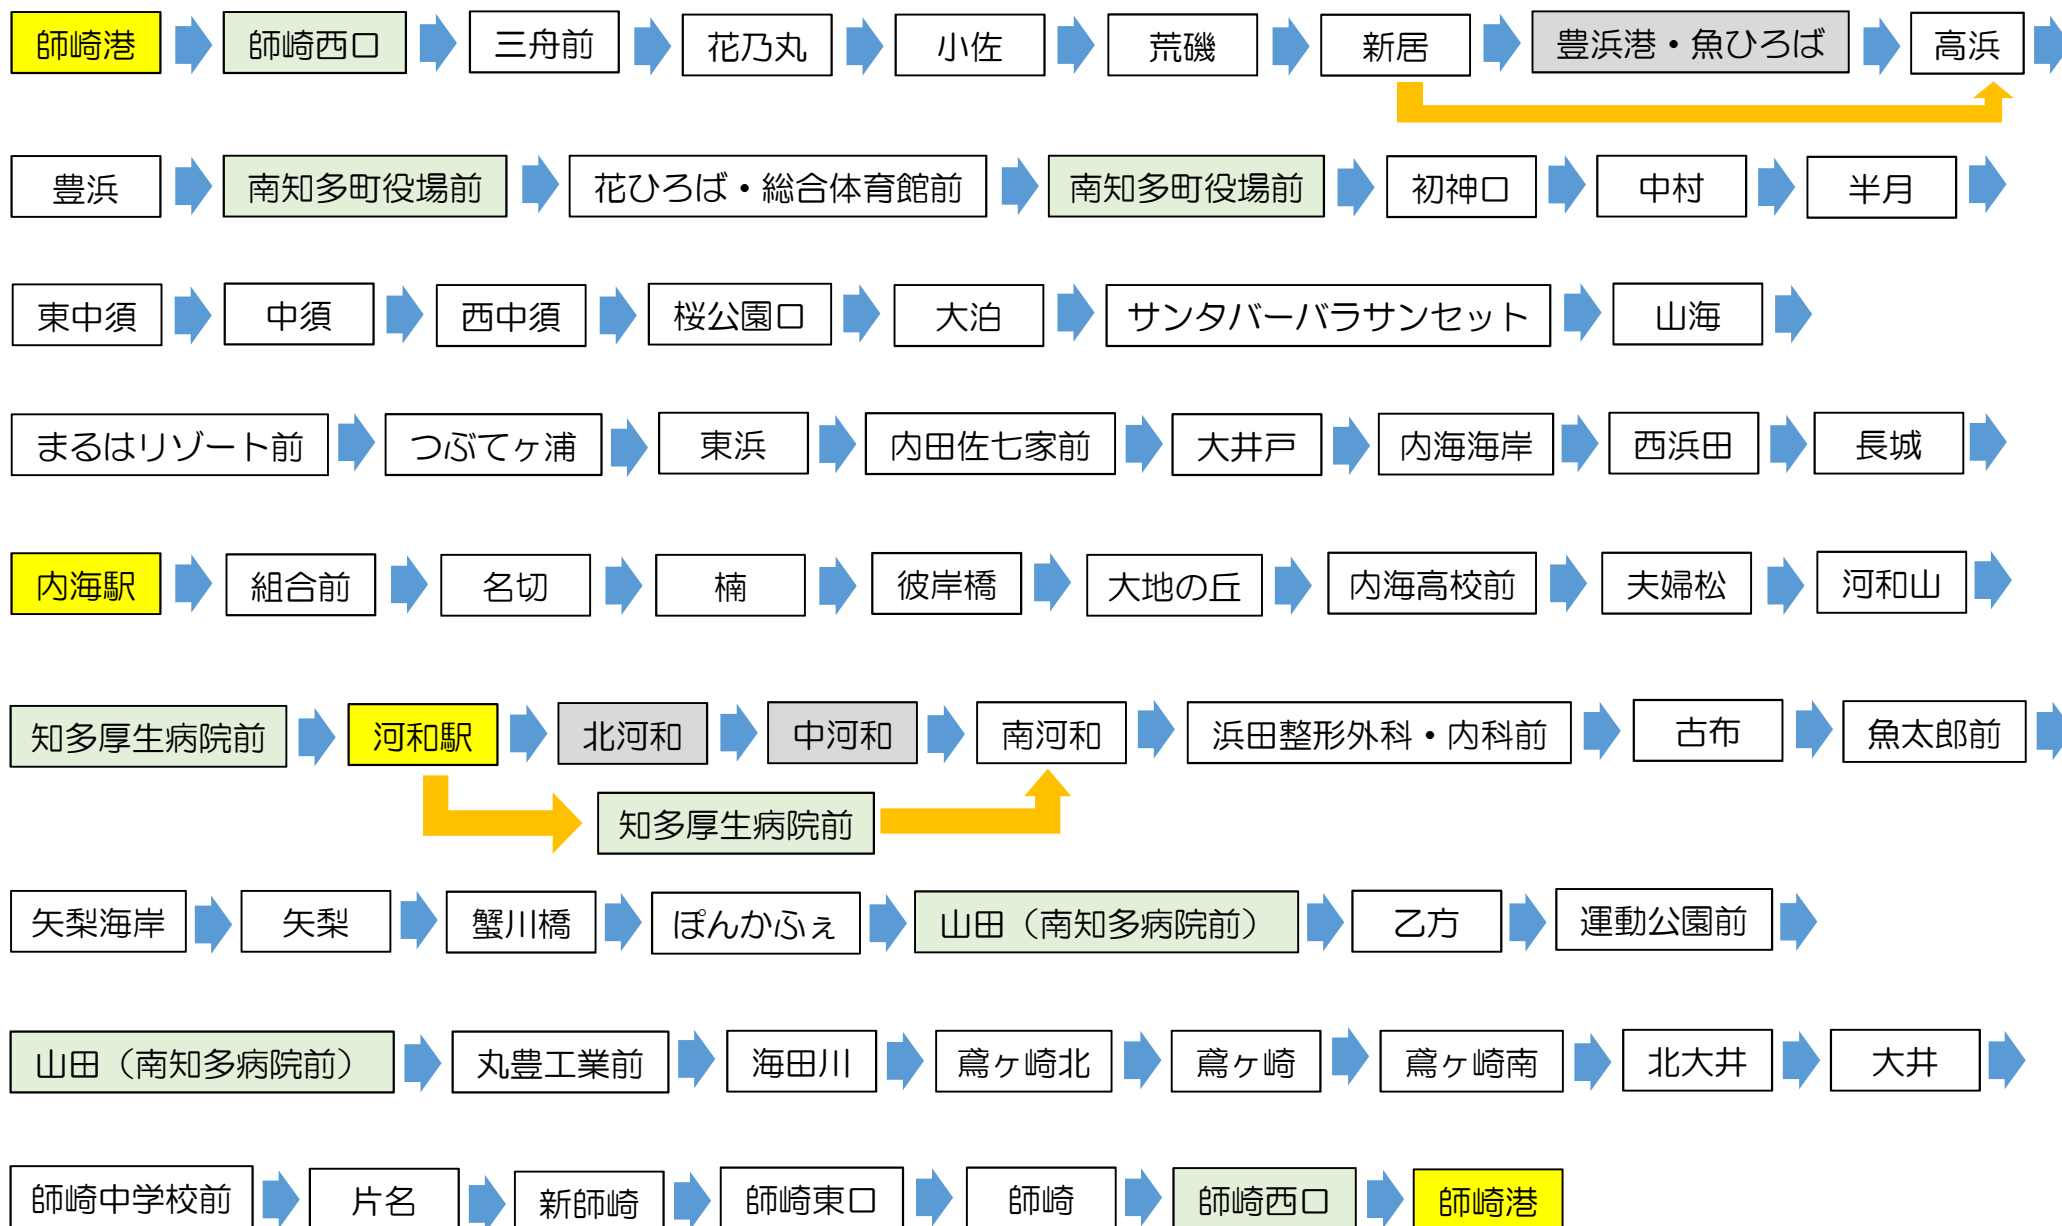 師崎港 師崎西口 三舟前 花乃丸 小佐 荒磯 新居 豊浜港・魚ひろば 高浜
豊浜 南知多町役場前 花ひろば・総合体育館前 南知多町役場前 初神口 中村 半月
東中須 中須 西中須 桜公園口 大泊 サンタバーバラサンセット 山海
まるはリゾート前 つぶてヶ浦 東浜 内田佐七家前 大井戸 内海海岸 西浜田 長城
内海駅 組合前 名切 楠 彼岸橋 大地の丘 内海高校前 夫婦松 河和山
知多厚生病院前 河和駅 北河和 中河和 南河和 浜田整形外科・内科前 古布 魚太郎前
知多厚生病院前
矢梨海岸 矢梨 蟹川橋 ぽんかふぇ 山田（南知多病院前） 乙方 運動公園前
山田（南知多病院前） 丸豊工業前 海田川 鳶ヶ崎北 鳶ヶ崎 鳶ヶ崎南 北大井 大井
師崎中学校前 片名 新師崎 師崎東口 師崎 師崎西口 師崎港